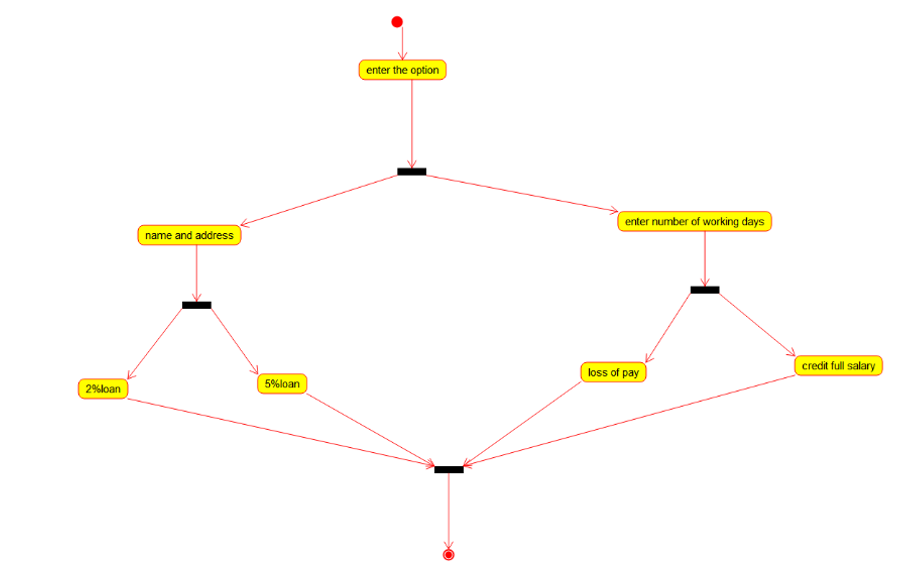 enter the option
name and address
enter number of working days
2%loan
5%loan
loss of pay
credit full salary